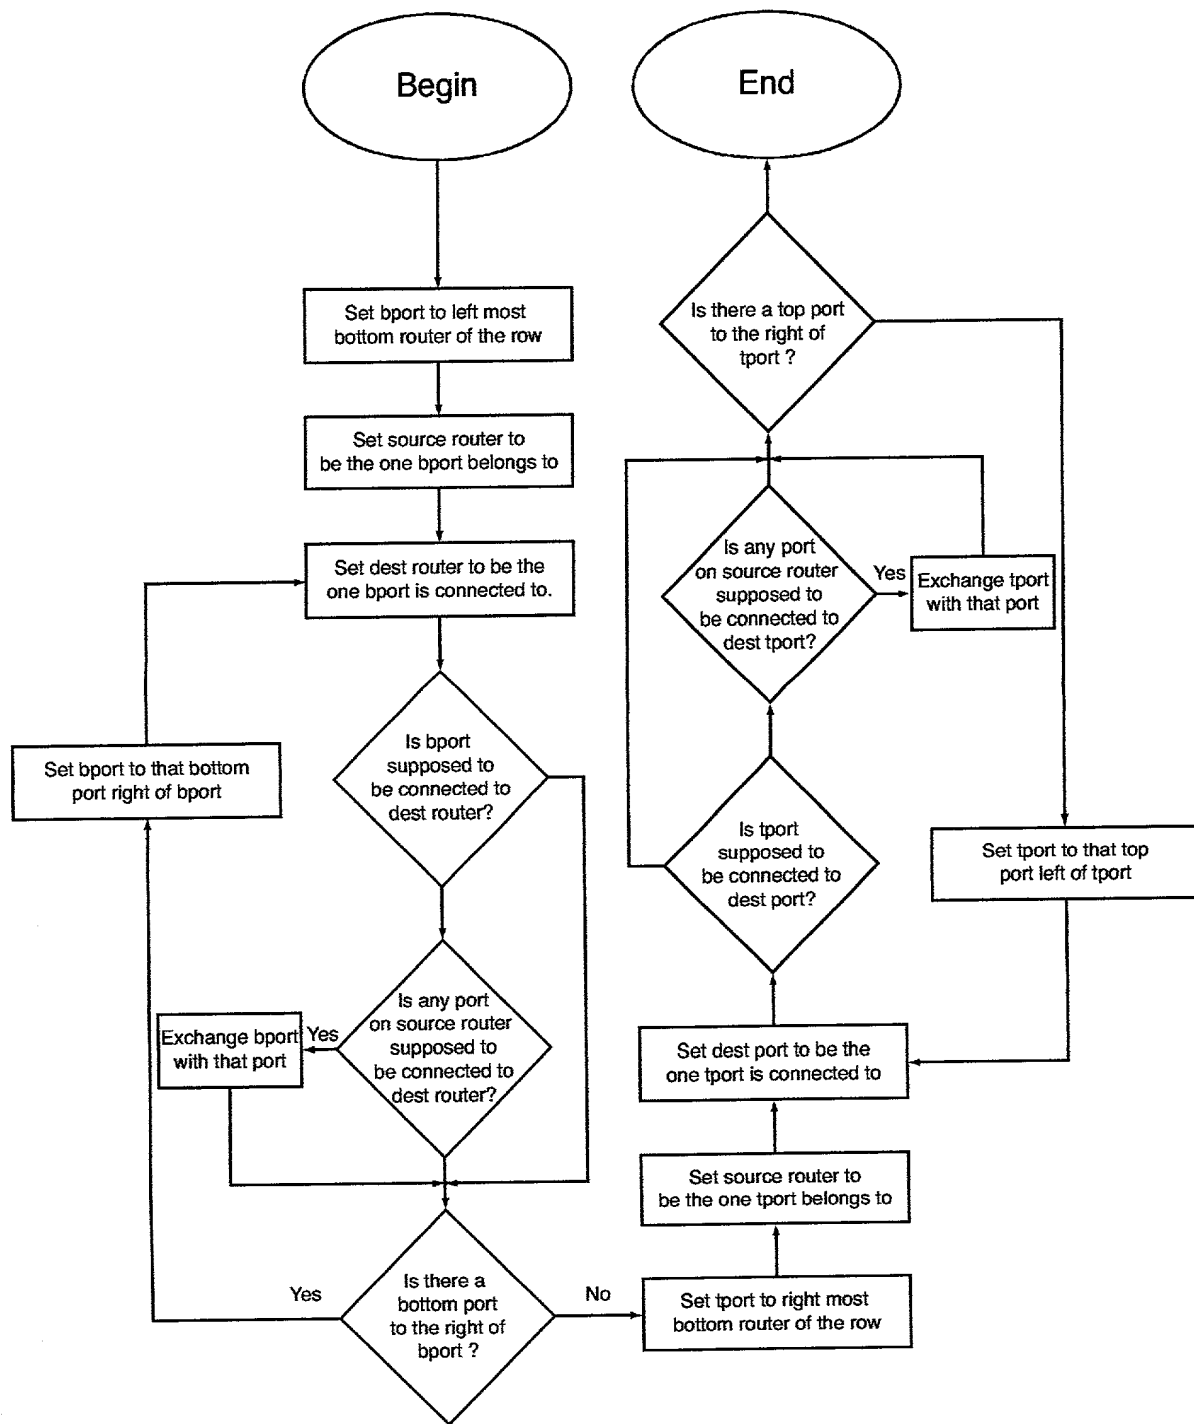 Begin
Set bport to left most
bottom router of the row
Set source router to
be the one bport belongs to
Set dest router to be the
one bport is connected to.
Set bport to that bottom
port right of bport
Is bport
supposed to
be connected to
dest router?
Is any port
on source router
supposed to
be connected to
dest router?
Yes
Exchange bport
with that port
Is there a
bottom port
to the right of
bport ?
Yes
No
Set tport to right most
bottom router of the row
Set source router to
be the one tport belongs to
Set dest port to be the
one tport is connected to
Is tport
supposed to
be connected to
dest port?
Is any port
on source router
supposed to
be connected to
dest tport?
Yes
Exchange tport
with that port
Is there a top port
to the right of
tport ?
Set tport to that top
port left of tport
End